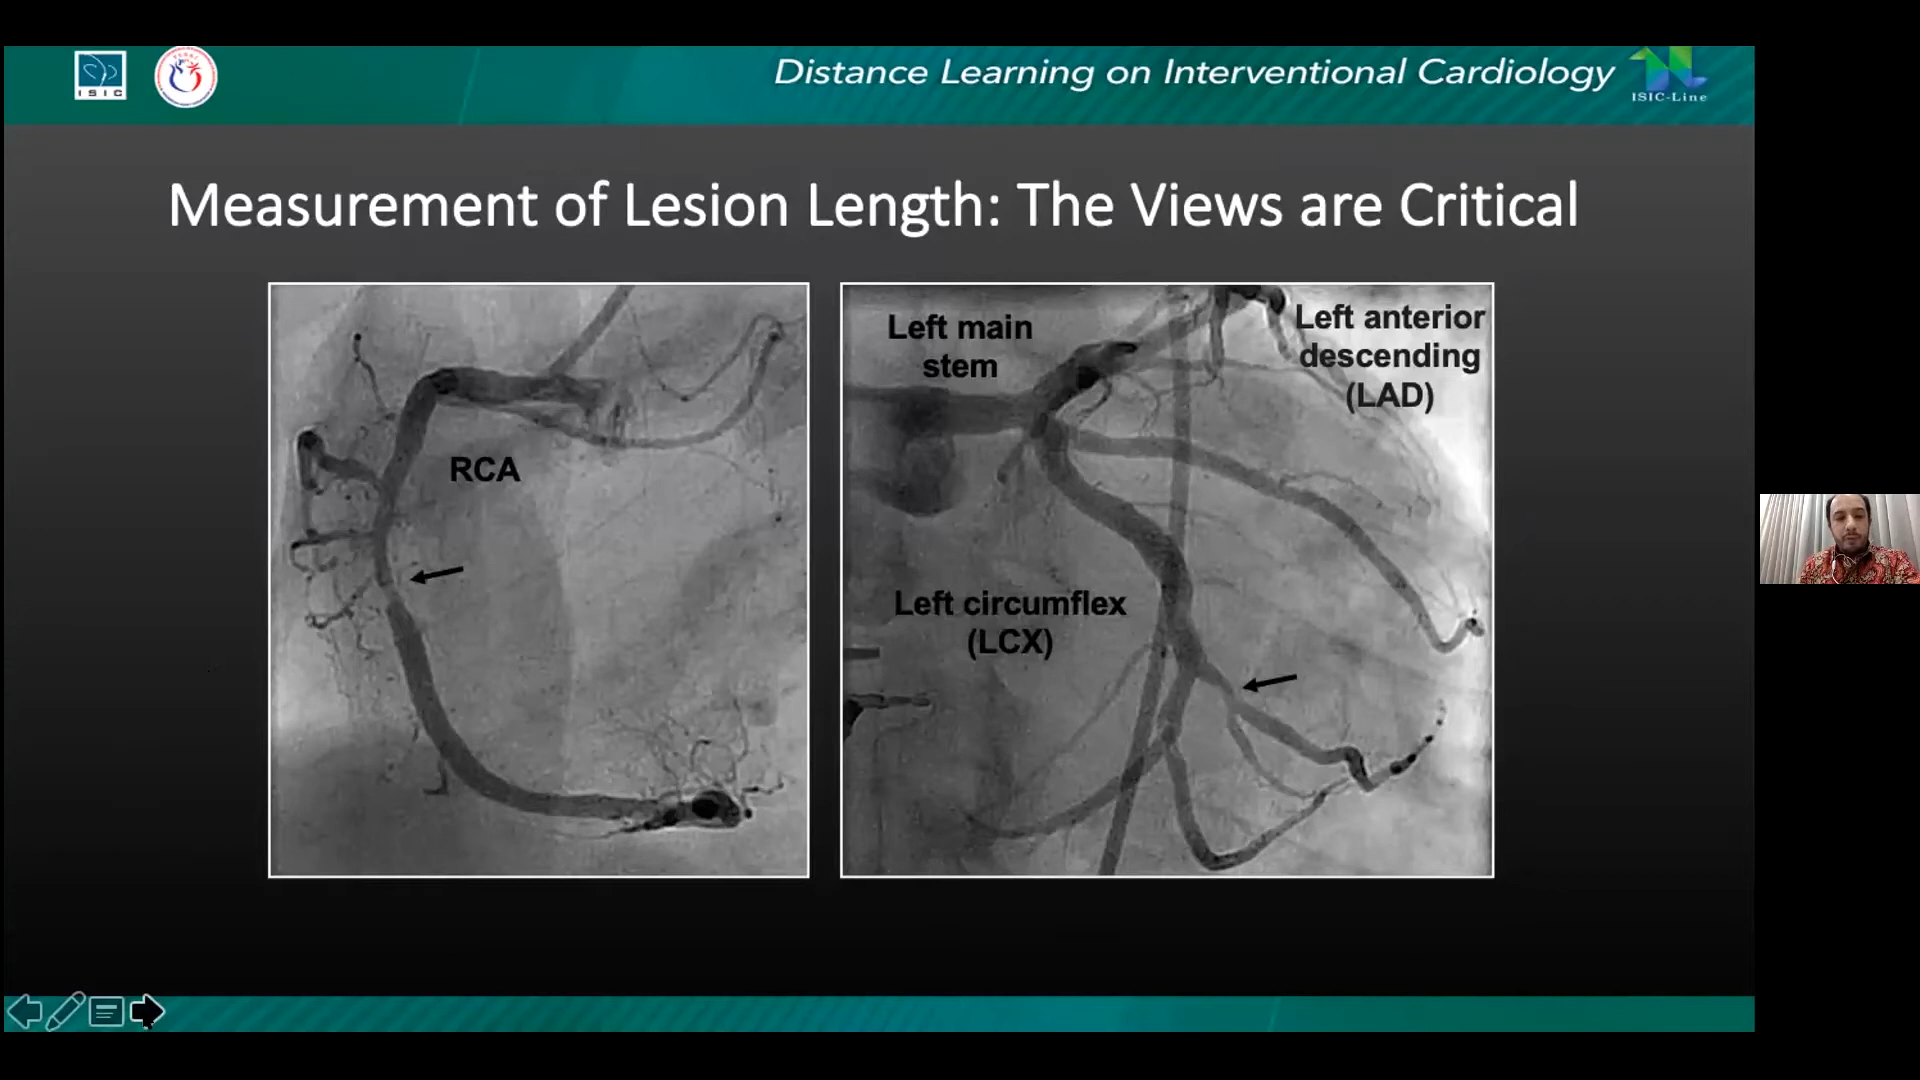 ISIC
Distance Learning on Interventional Cardiology
ISIC-Line
Measurement of Lesion Length: The Views are Critical
RCA
Left main
stem
Left anterior
descending
(LAD)
Left circumflex
(LCX)